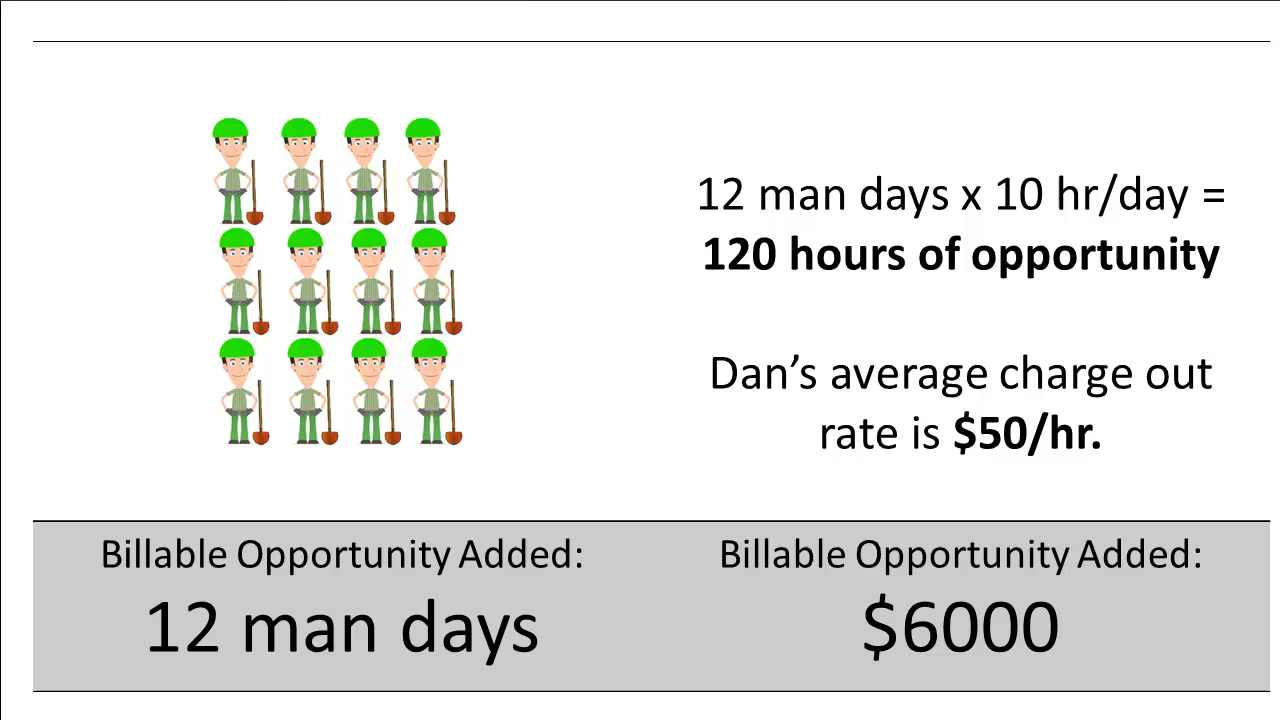 12 man days x 10 hr/day =
120 hours of opportunity
Dan’s average charge out
rate is $50/hr.
Billable Opportunity Added:
12 man days
Billable Opportunity Added:
$6000